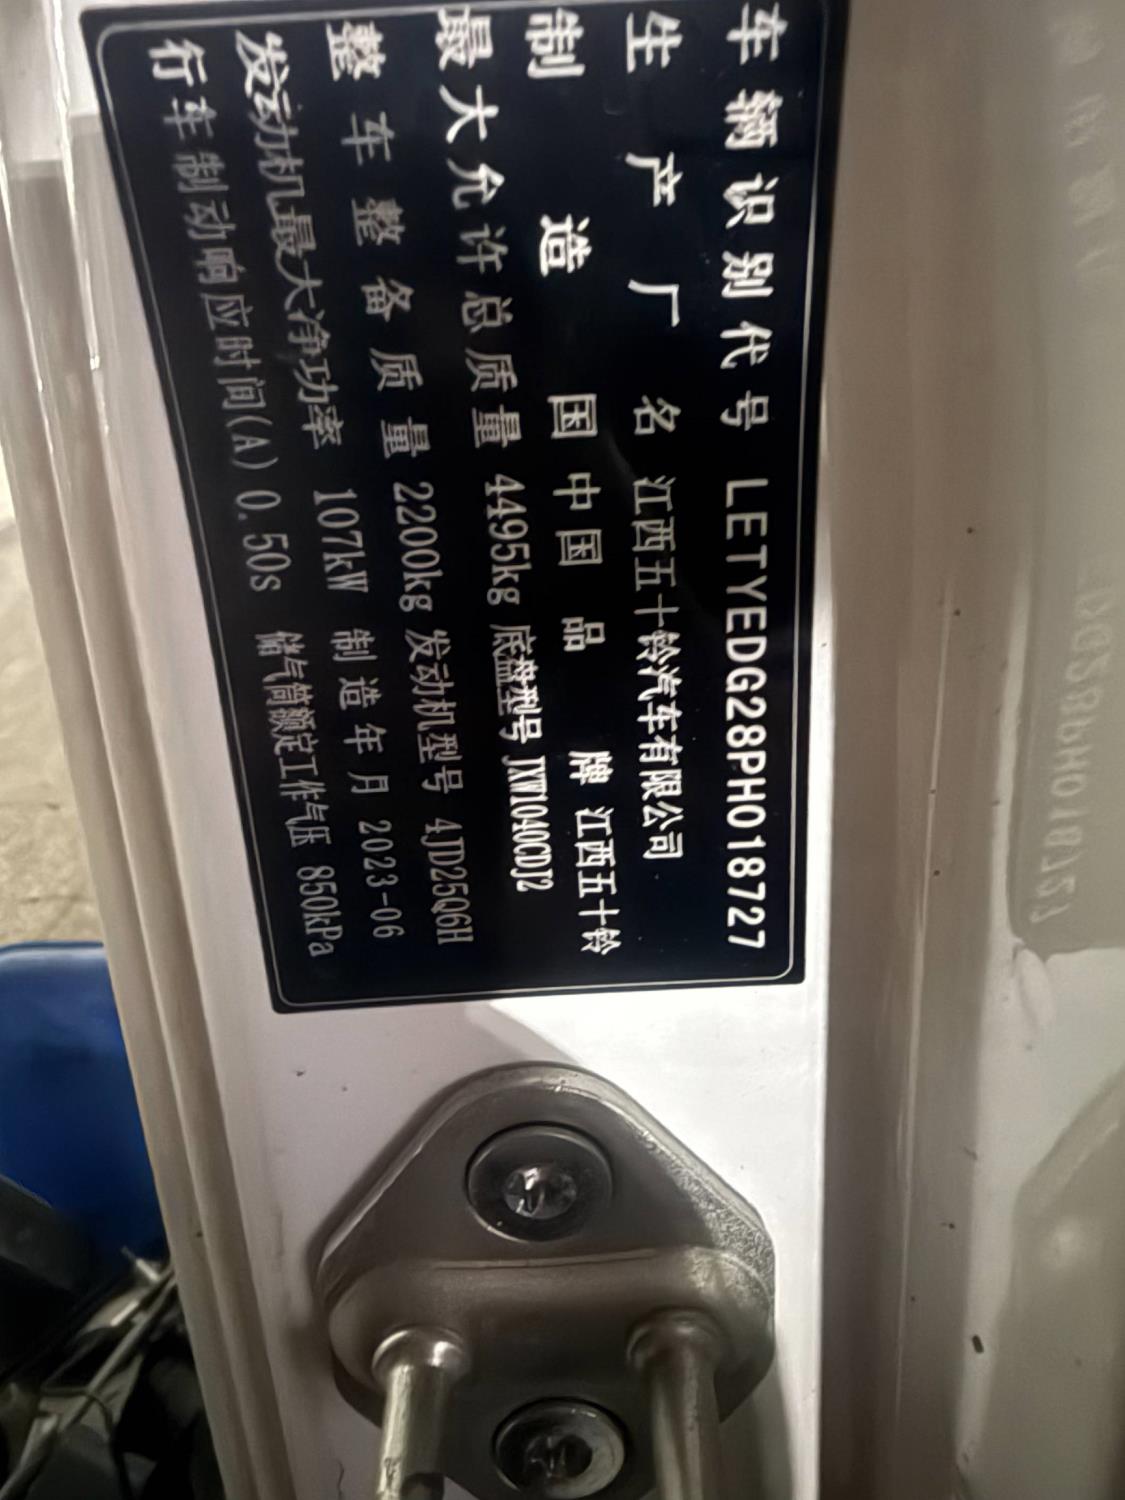 车辆识别代号 LETYEDG28PH018727
生产厂名 江西五十铃汽车有限公司
制造国 中国 品牌 江西五十铃
最大允许总质量 4495kg 底盘型号 JXW1040CDJ2
整车整备质量 2200kg 发动机型号 4JD25Q6H
发动机最大净功率 107kW 制造年月 2023-06
行车制动响应时间(A) 0.50s 储气筒额定工作气压 850kPa